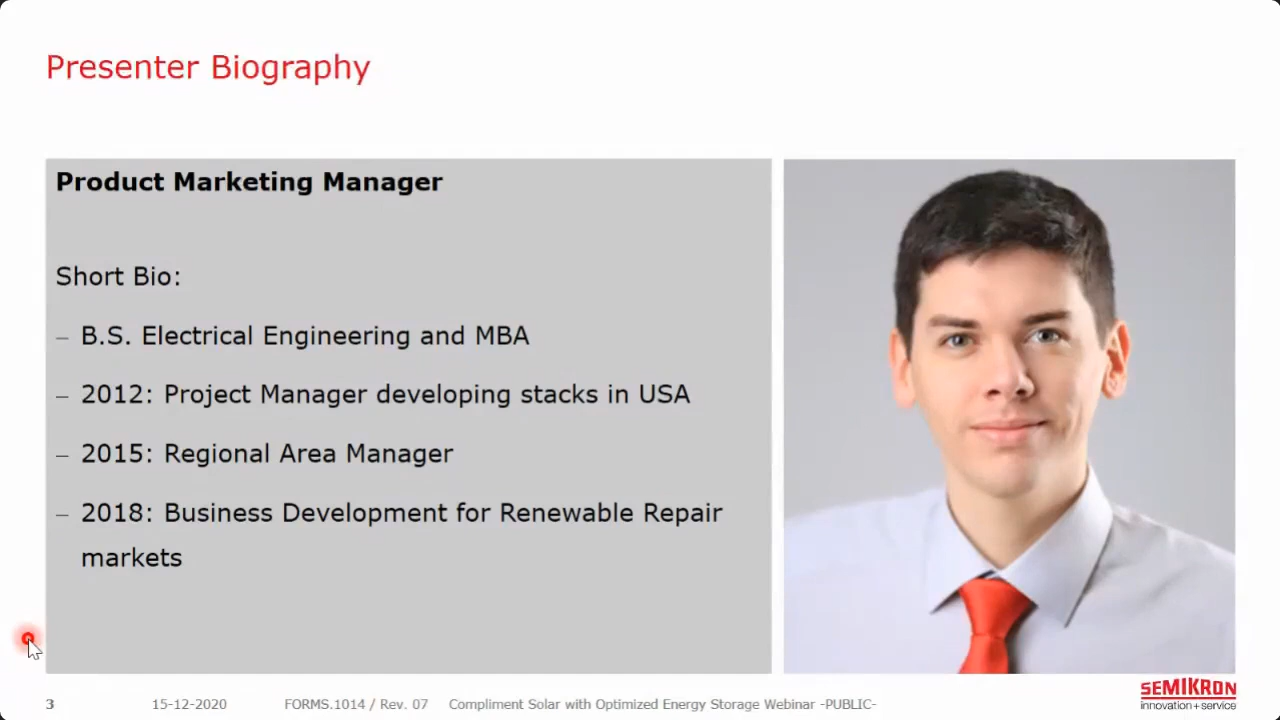 Presenter Biography
Product Marketing Manager
Short Bio:
– B.S. Electrical Engineering and MBA
– 2012: Project Manager developing stacks in USA
– 2015: Regional Area Manager
– 2018: Business Development for Renewable Repair
markets
3 15-12-2020 FORMS.1014 / Rev. 07 Compliment Solar with Optimized Energy Storage Webinar -PUBLIC-
SEMIKRON
innovation+service